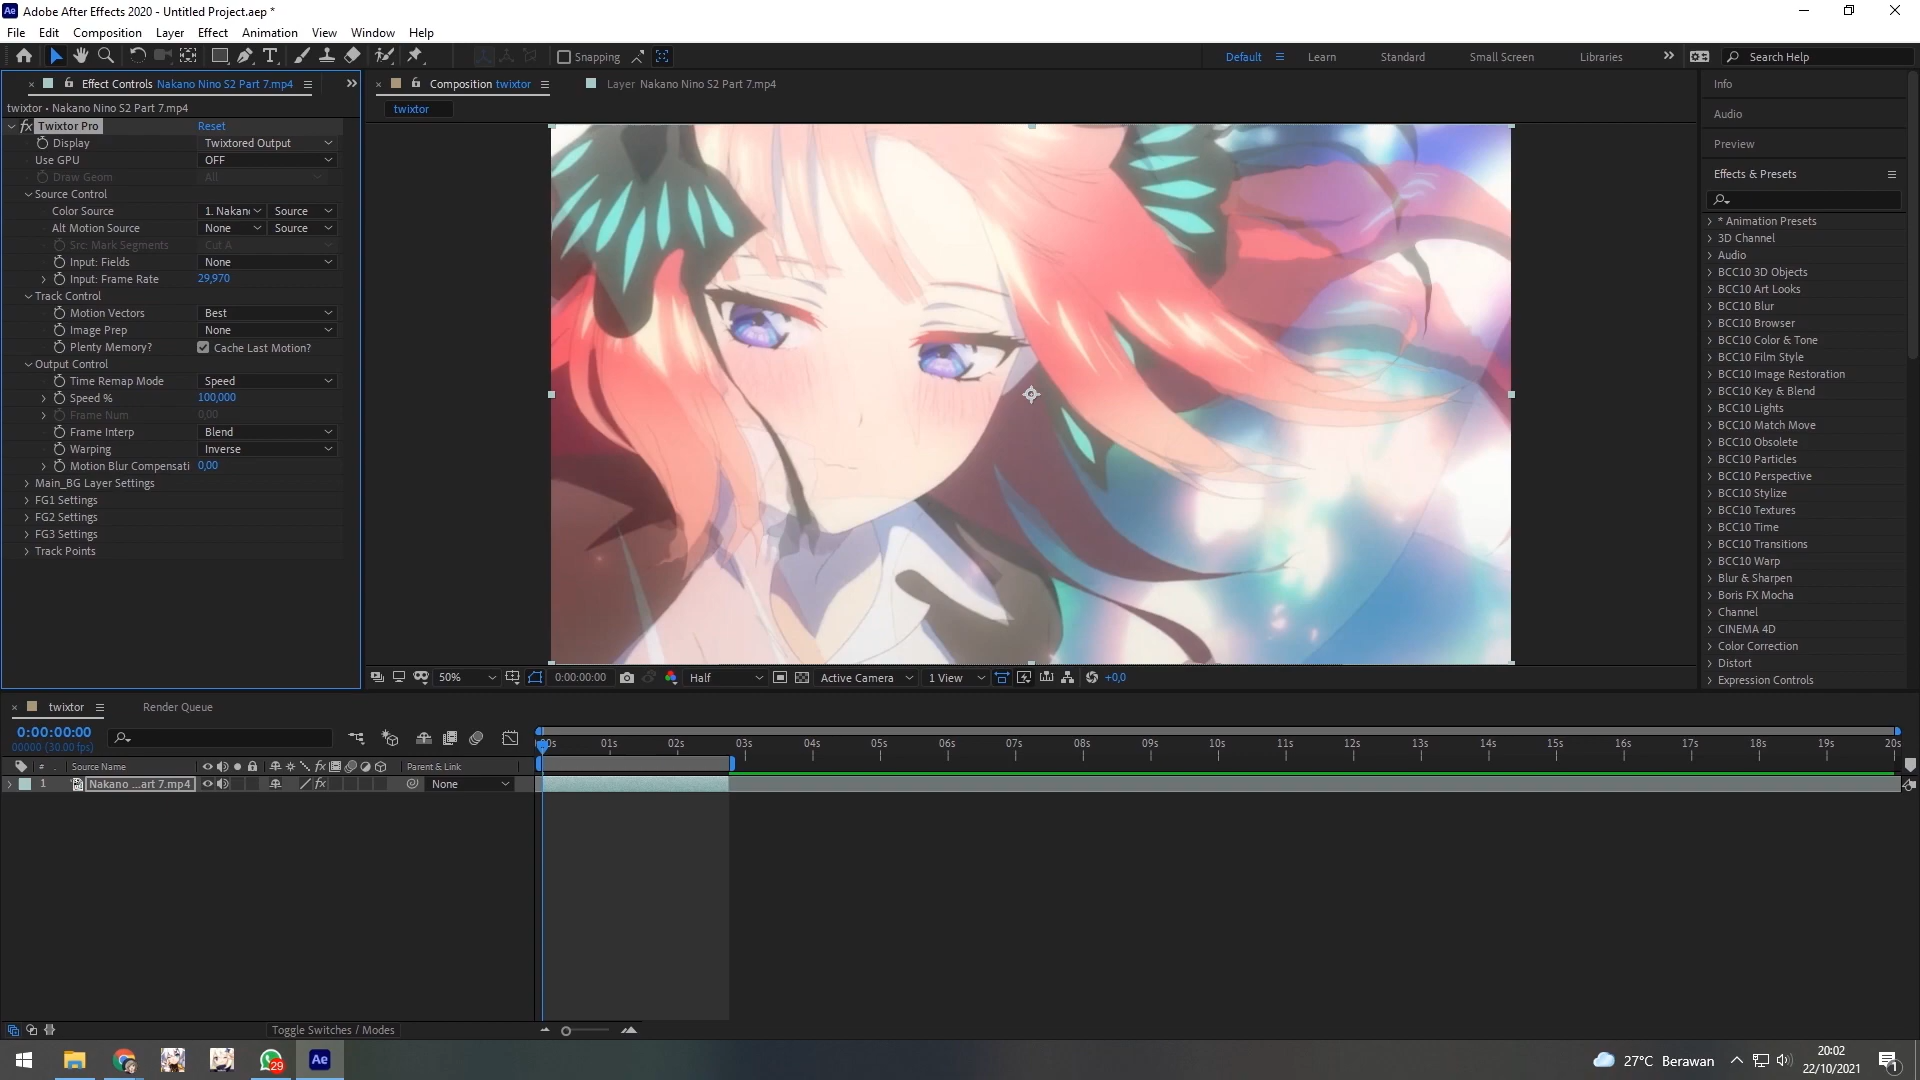 Adobe After Effects 2020 - Untitled Project.aep *
File Edit Composition Layer Effect Animation View Window Help
Snapping
Default Learn Standard Small Screen Libraries Search Help
Effect Controls Nakano Nino S2 Part 7.mp4
Composition twixtor
Layer Nakano Nino S2 Part 7.mp4
twixtor • Nakano Nino S2 Part 7.mp4
twixtor
fx Twixtor Pro Reset
Display Twixtored Output
Use GPU OFF
Draw Geom All
Source Control
Color Source 1. Nakan Source
Alt Motion Source None Source
Src: Mark Segments Cut A
Input: Fields None
Input: Frame Rate 29,970
Track Control
Motion Vectors Best
Image Prep None
Plenty Memory? Cache Last Motion?
Output Control
Time Remap Mode Speed
Speed % 100,000
Frame Num 0,00
Frame Interp Blend
Warping Inverse
Motion Blur Compensati 0,00
Main_BG Layer Settings
FG1 Settings
FG2 Settings
FG3 Settings
Track Points
50% 0:00:00:00 Half Active Camera 1 View +0,0
Info
Audio
Preview
Effects & Presets
* Animation Presets
3D Channel
Audio
BCC10 3D Objects
BCC10 Art Looks
BCC10 Blur
BCC10 Browser
BCC10 Color & Tone
BCC10 Film Style
BCC10 Image Restoration
BCC10 Key & Blend
BCC10 Lights
BCC10 Match Move
BCC10 Obsolete
BCC10 Particles
BCC10 Perspective
BCC10 Stylize
BCC10 Textures
BCC10 Time
BCC10 Transitions
BCC10 Warp
Blur & Sharpen
Boris FX Mocha
Channel
CINEMA 4D
Color Correction
Distort
Expression Controls
twixtor Render Queue
0:00:00:00
00000 (30.00 fps)
00s 01s 02s 03s 04s 05s 06s 07s 08s 09s 10s 11s 12s 13s 14s 15s 16s 17s 18s 19s 20s
# Source Name fx Parent & Link
1 Nakano ...art 7.mp4 fx None
Toggle Switches / Modes
29
Ae
27°C Berawan
20:02
22/10/2021
1